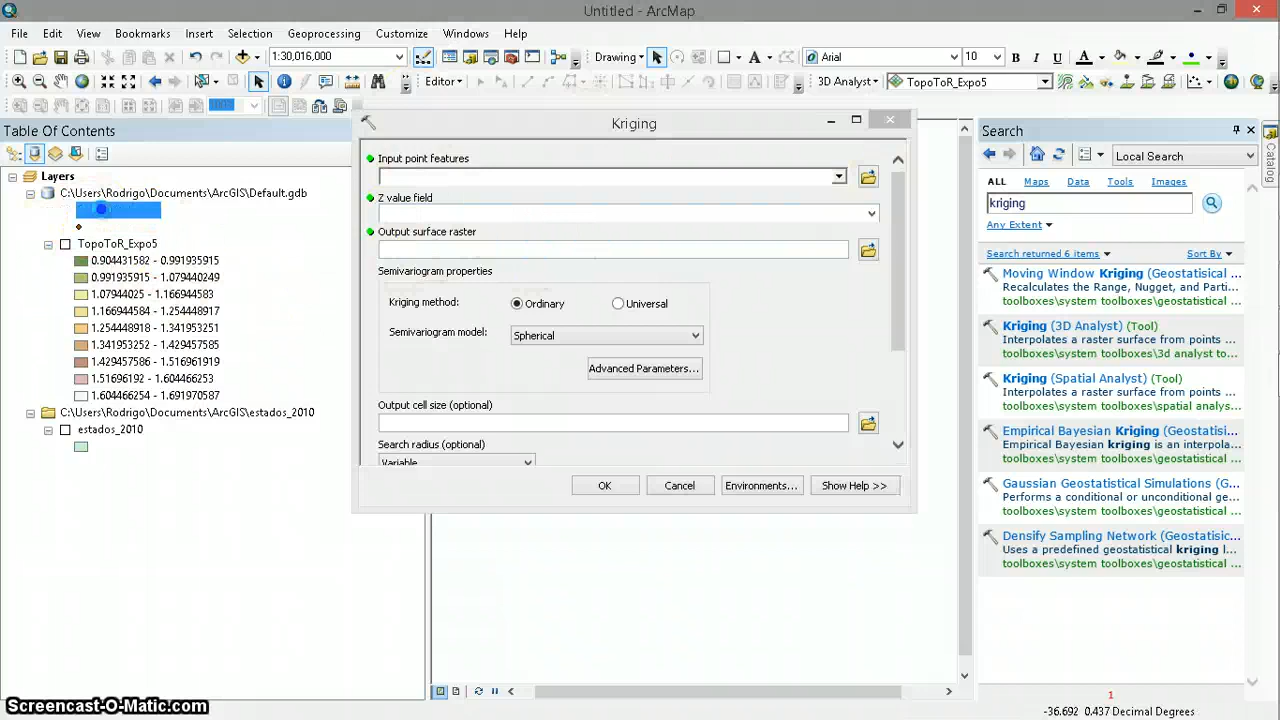 Untitled - ArcMap
File Edit View Bookmarks Insert Selection Geoprocessing Customize Windows Help
1:30,016,000 Drawing A Arial 10 B I U A
Editor 3D Analyst TopoToR_Expo5
Table Of Contents
Layers
C:\Users\Rodrigo\Documents\ArcGIS\Default.gdb
TopoToR_Expo5
0.904431582 - 0.991935915
0.991935915 - 1.079440249
1.07944025 - 1.166944583
1.166944584 - 1.254448917
1.254448918 - 1.341953251
1.341953252 - 1.429457585
1.429457586 - 1.516961919
1.51696192 - 1.604466253
1.604466254 - 1.691970587
C:\Users\Rodrigo\Documents\ArcGIS\estados_2010
estados_2010
Kriging
Input point features
Z value field
Output surface raster
Semivariogram properties
Kriging method: Ordinary Universal
Semivariogram model: Spherical
Advanced Parameters...
Output cell size (optional)
Search radius (optional)
Variable
OK Cancel Environments... Show Help >>
Search
Local Search
ALL Maps Data Tools Images
kriging
Any Extent
Search returned 6 items Sort By
Moving Window Kriging (Geostatistical ...
Recalculates the Range, Nugget, and Parti...
toolboxes\system toolboxes\geostatistical ...
Kriging (3D Analyst) (Tool)
Interpolates a raster surface from points ...
toolboxes\system toolboxes\3d analyst to...
Kriging (Spatial Analyst) (Tool)
Interpolates a raster surface from points ...
toolboxes\system toolboxes\spatial analys...
Empirical Bayesian Kriging (Geostatisi...
Empirical Bayesian kriging is an interpola...
toolboxes\system toolboxes\geostatistical ...
Gaussian Geostatistical Simulations (G...
Performs a conditional or unconditional ge...
toolboxes\system toolboxes\geostatistical ...
Densify Sampling Network (Geostatisic...
Uses a predefined geostatistical kriging l...
toolboxes\system toolboxes\geostatistical ...
Catalog
1
-36.692 0.437 Decimal Degrees
Screencast-O-Matic.com